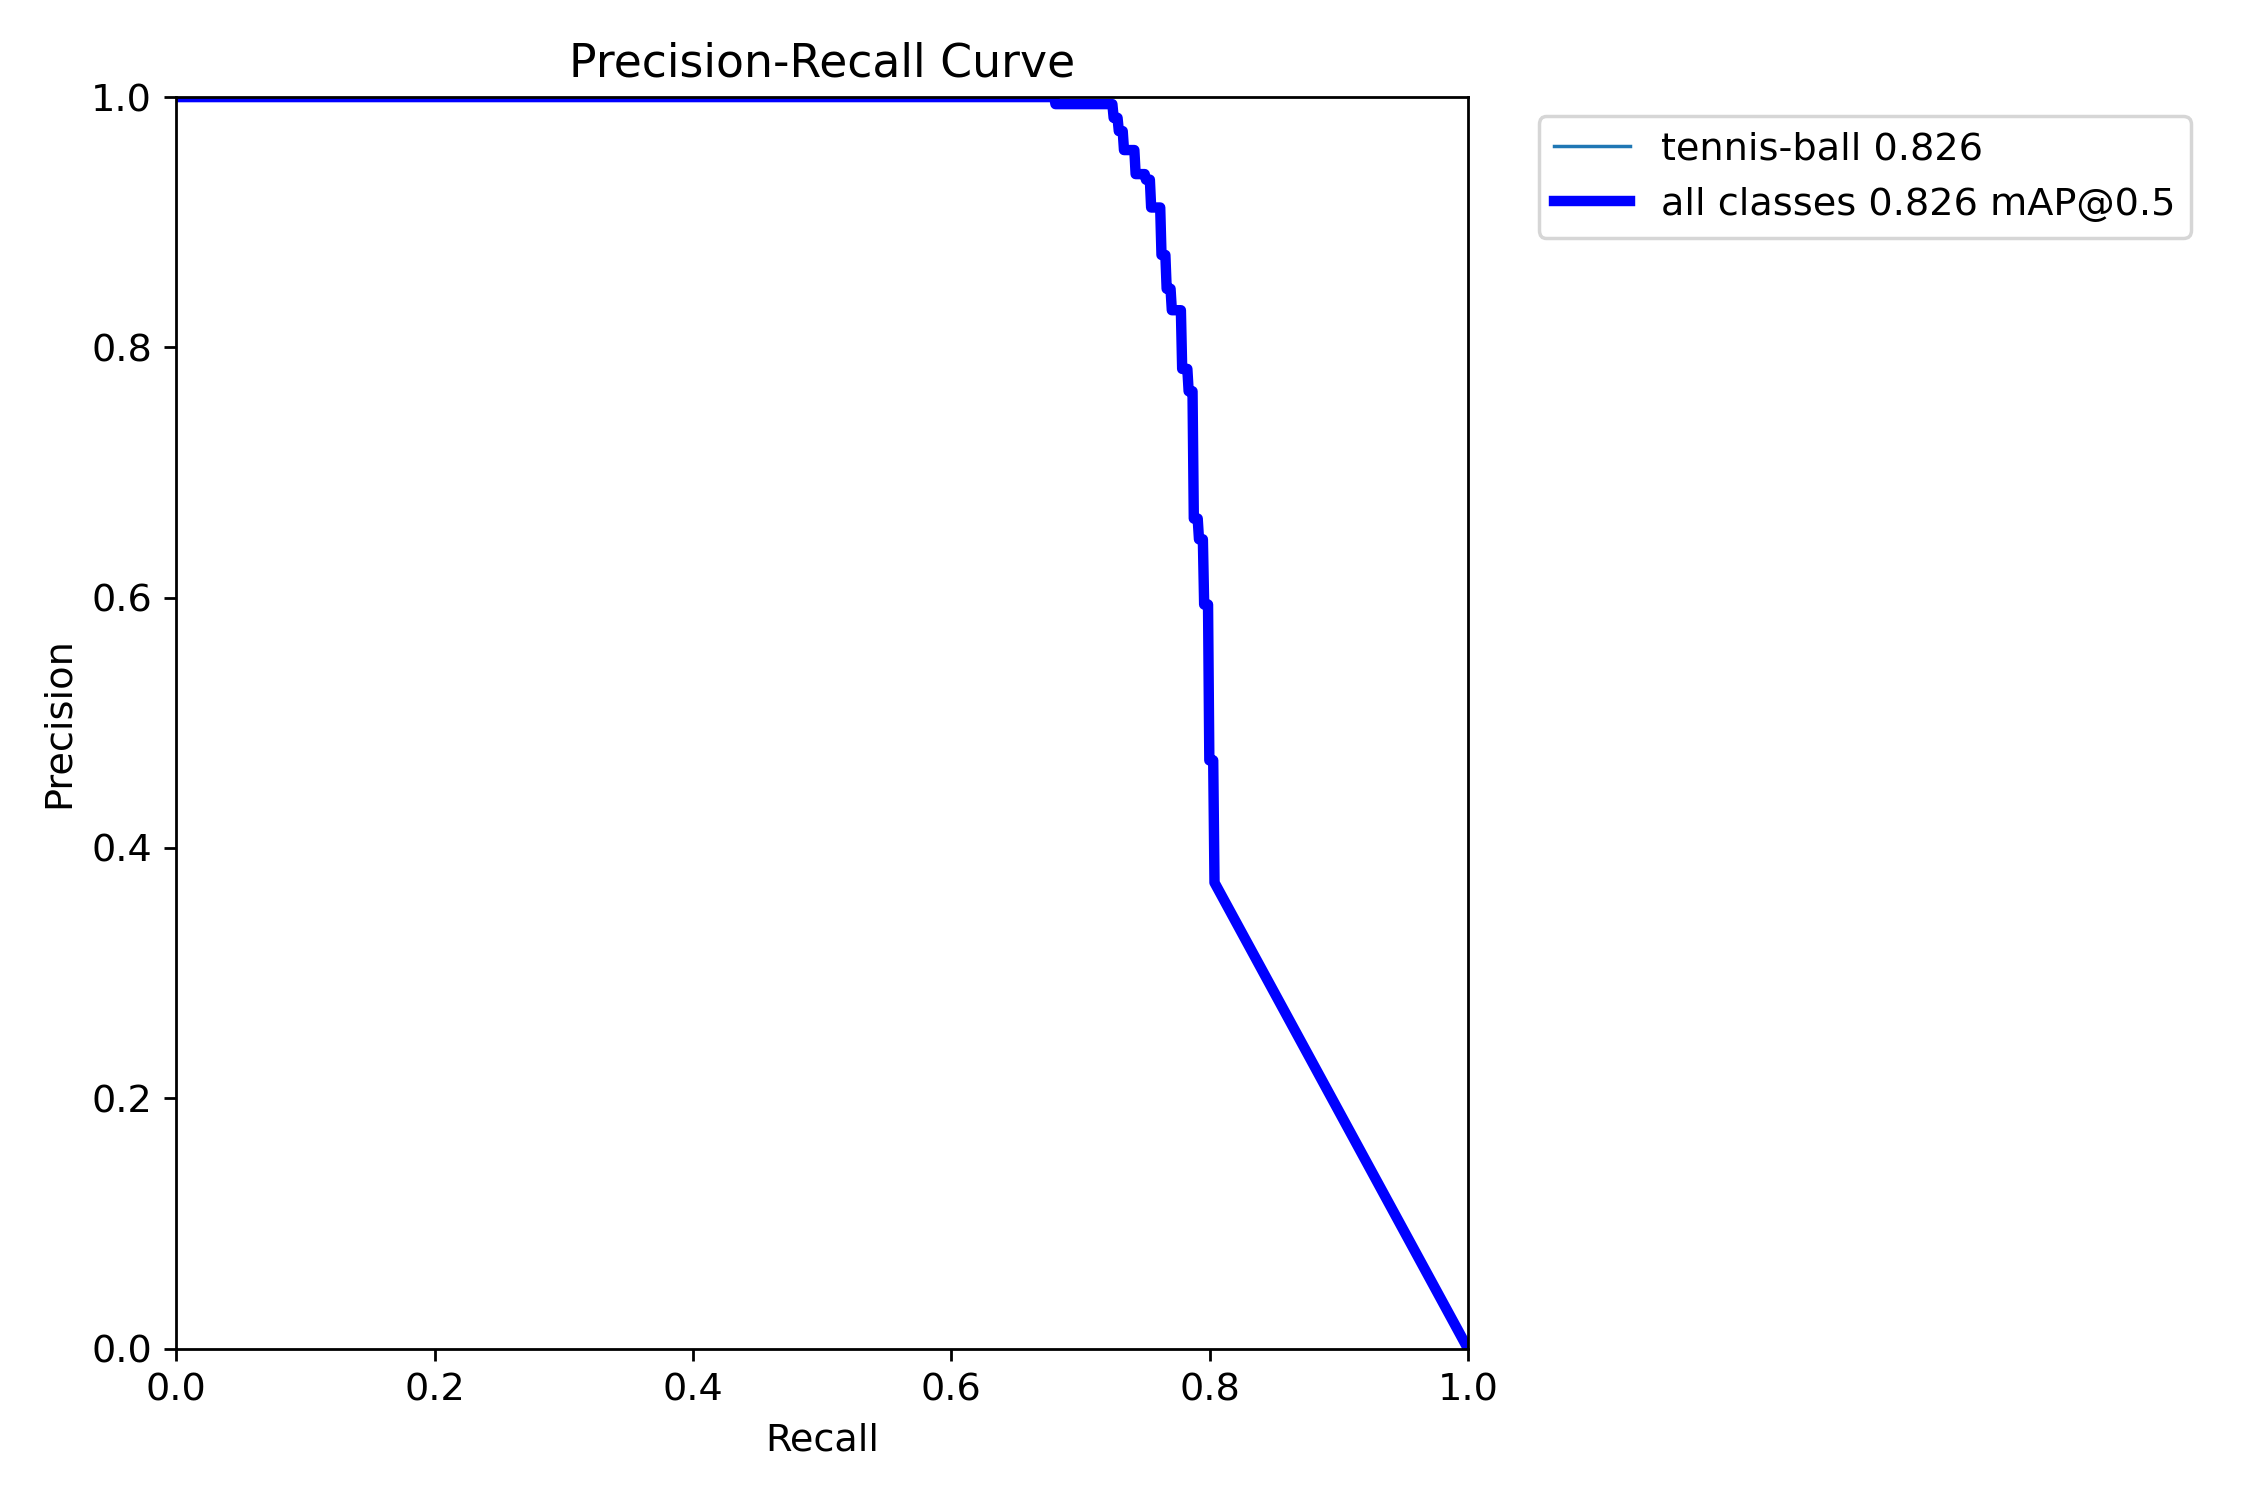 Precision-Recall Curve
1.0
0.8
0.6
0.4
0.2
0.0
Precision
0.0 0.2 0.4 0.6 0.8 1.0
Recall
tennis-ball 0.826
all classes 0.826 mAP@0.5